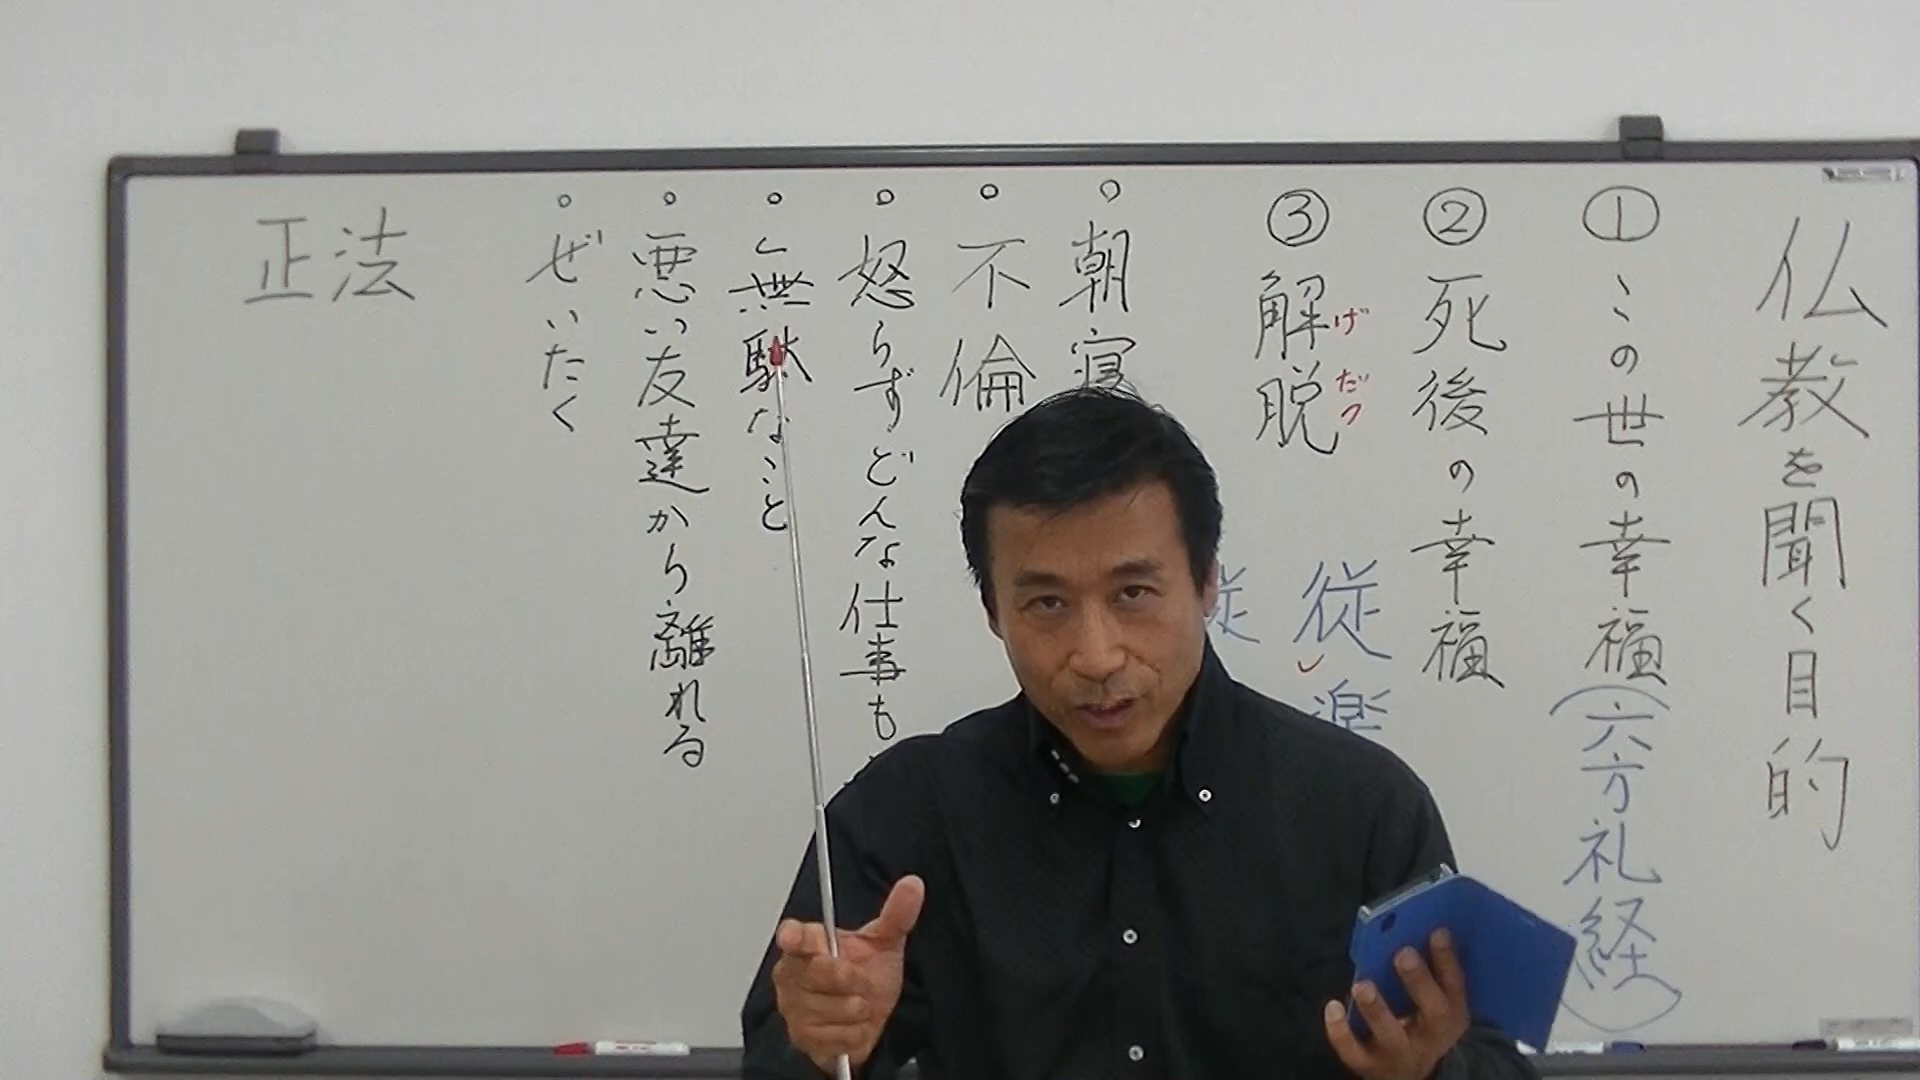 仏教を聞く目的
① この世の幸福(六方礼経)
② 死後の幸福
③ 解脱
げだつ
従楽
従
朝寝
不倫
怒らずどんな仕事も
無駄なこと
悪い友達から離れる
ぜいたく
正法